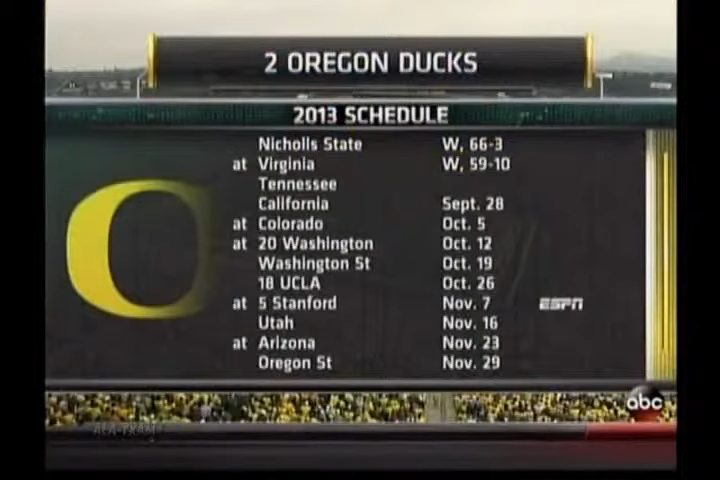 2 OREGON DUCKS
2013 SCHEDULE
Nicholls State W, 66-3
at Virginia W, 59-10
Tennessee
California Sept. 28
at Colorado Oct. 5
at 20 Washington Oct. 12
Washington St Oct. 19
18 UCLA Oct. 26
at 5 Stanford Nov. 7 ESPN
Utah Nov. 16
at Arizona Nov. 23
Oregon St Nov. 29
O
abc